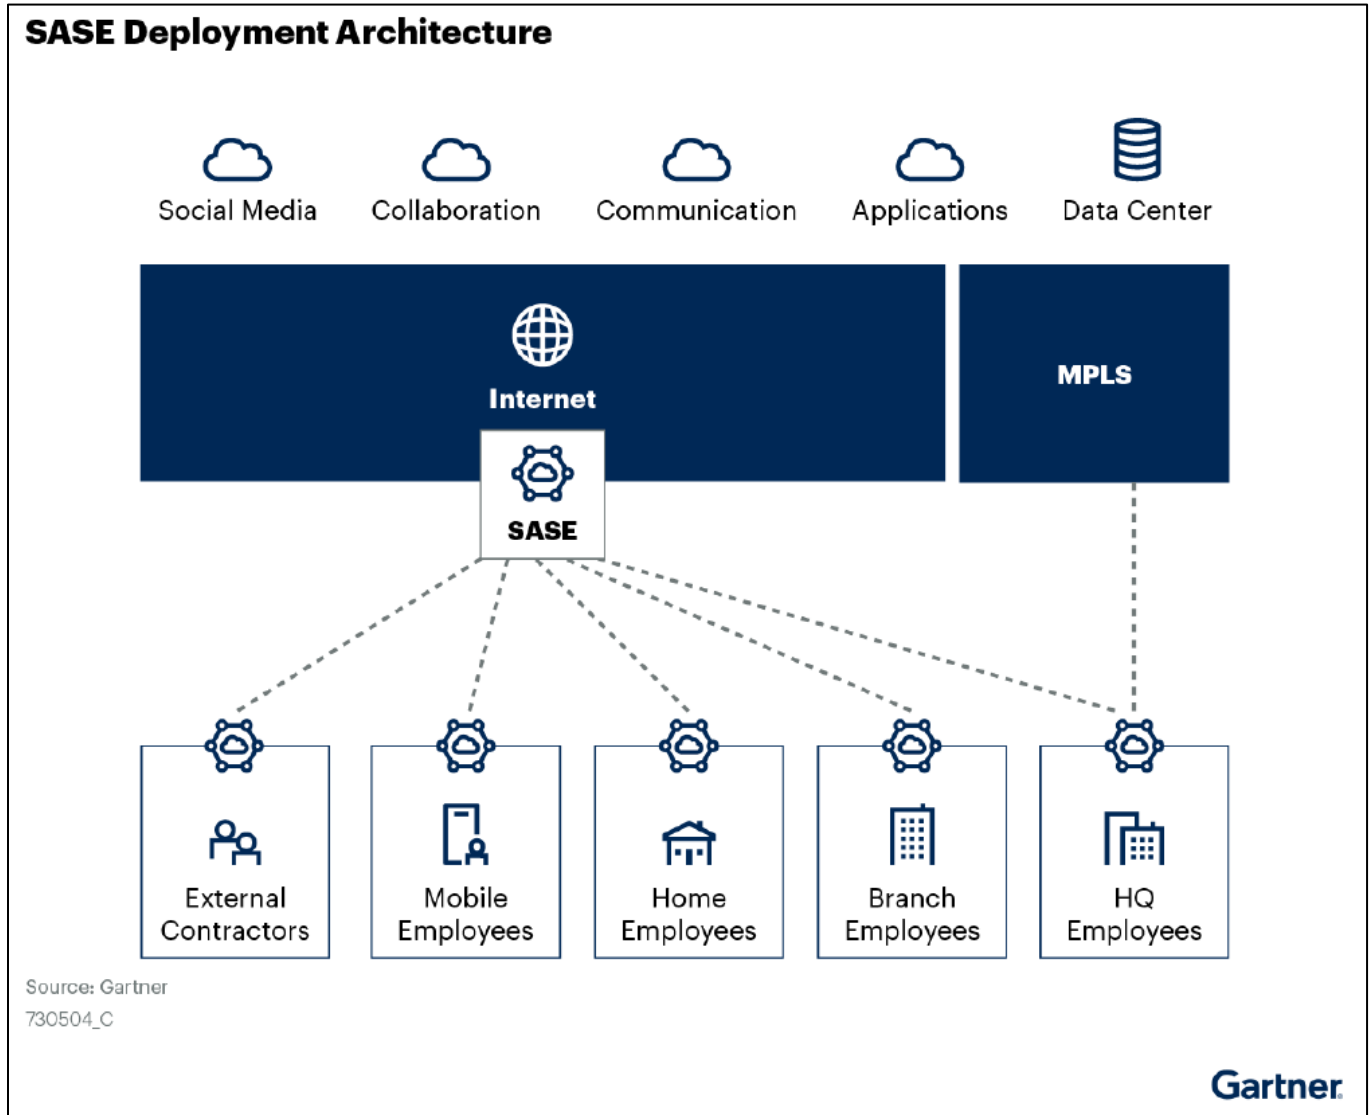 SASE Deployment Architecture
Social Media
Collaboration
Communication
Applications
Data Center
Internet
MPLS
SASE
External
Contractors
Mobile
Employees
Home
Employees
Branch
Employees
HQ
Employees
Source: Gartner
730504_C
Gartner.